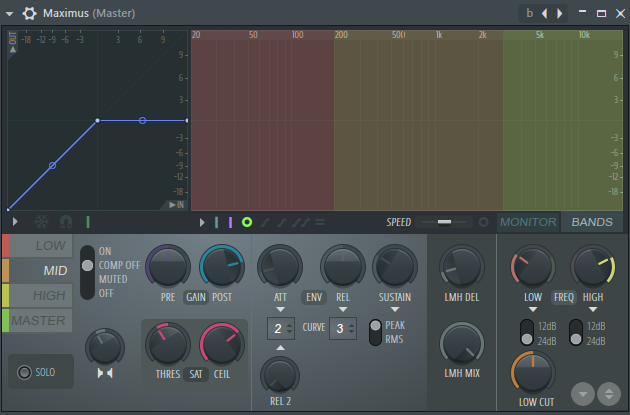 Maximus (Master)
b
OUT -18 -12 -9 -6 -3 3 6 9
20 50 100 200 500 1k 2k 5k 10k
9 9
6 6
3 3
-3 -3
-6 -6
-9 -9
-12 -12
-18 -18
IN
SPEED MONITOR BANDS
LOW
MID
HIGH
MASTER
SOLO
ON
COMP OFF
MUTED
OFF
PRE GAIN POST
THRES SAT CEIL
ATT ENV REL SUSTAIN
2 CURVE 3 PEAK
RMS
REL 2
LMH DEL
LMH MIX
LOW FREQ HIGH
12dB 12dB
24dB 24dB
LOW CUT